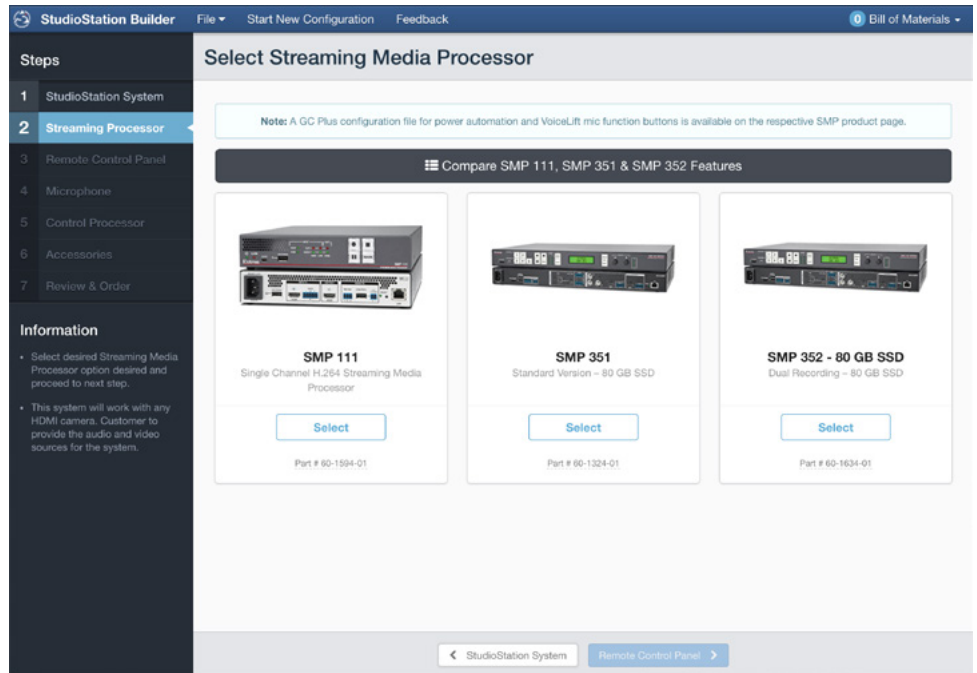 StudioStation Builder
File
Start New Configuration
Feedback
0 Bill of Materials
Steps
1 StudioStation System
2 Streaming Processor
3 Remote Control Panel
4 Microphone
5 Control Processor
6 Accessories
7 Review & Order
Information
• Select desired Streaming Media
Processor option desired and
proceed to next step.
• This system will work with any
HDMI camera. Customer to
provide the audio and video
sources for the system.
Select Streaming Media Processor
Note: A GC Plus configuration file for power automation and VoiceLift mic function buttons is available on the respective SMP product page.
Compare SMP 111, SMP 351 & SMP 352 Features
SMP 111
Single Channel H.264 Streaming Media
Processor
Select
Part # 60-1594-01
SMP 351
Standard Version – 80 GB SSD
Select
Part # 60-1324-01
SMP 352 - 80 GB SSD
Dual Recording – 80 GB SSD
Select
Part # 60-1634-01
StudioStation System
Remote Control Panel